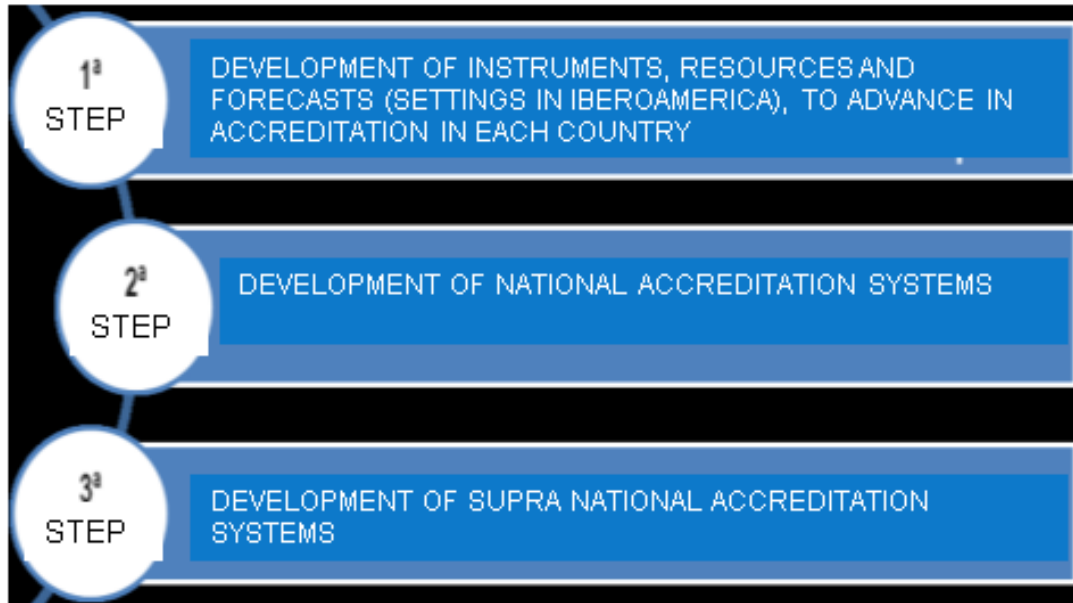 1ª
STEP
DEVELOPMENT OF INSTRUMENTS, RESOURCES AND
FORECASTS (SETTINGS IN IBEROAMERICA), TO ADVANCE IN
ACCREDITATION IN EACH COUNTRY
2ª
STEP
DEVELOPMENT OF NATIONAL ACCREDITATION SYSTEMS
3ª
STEP
DEVELOPMENT OF SUPRA NATIONAL ACCREDITATION
SYSTEMS